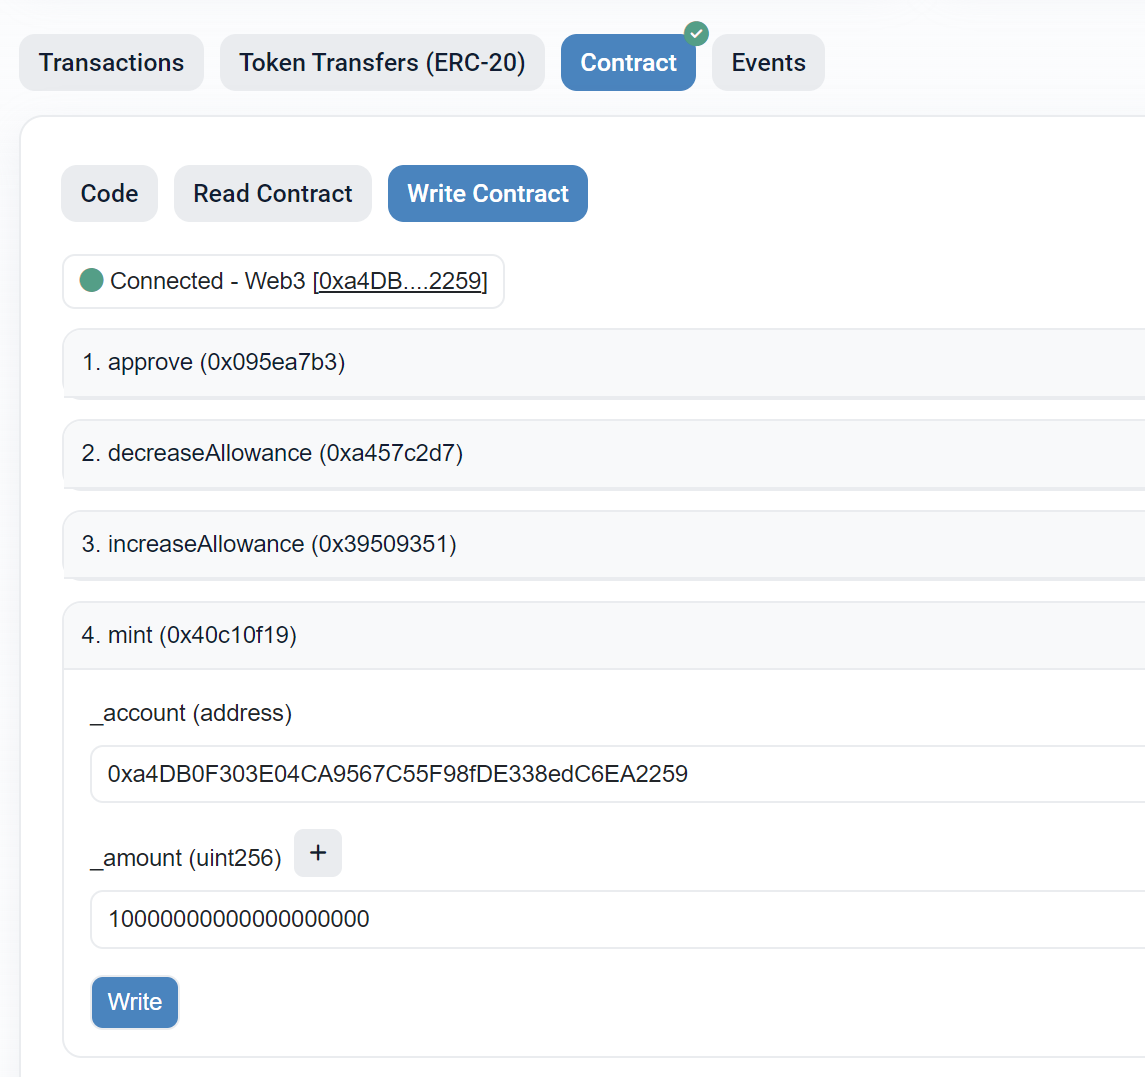 Transactions
Token Transfers (ERC-20)
Contract
Events
Code
Read Contract
Write Contract
Connected - Web3 [0xa4DB....2259]
1. approve (0x095ea7b3)
2. decreaseAllowance (0xa457c2d7)
3. increaseAllowance (0x39509351)
4. mint (0x40c10f19)
_account (address)
0xa4DB0F303E04CA9567C55F98fDE338edC6EA2259
_amount (uint256) +
10000000000000000000
Write